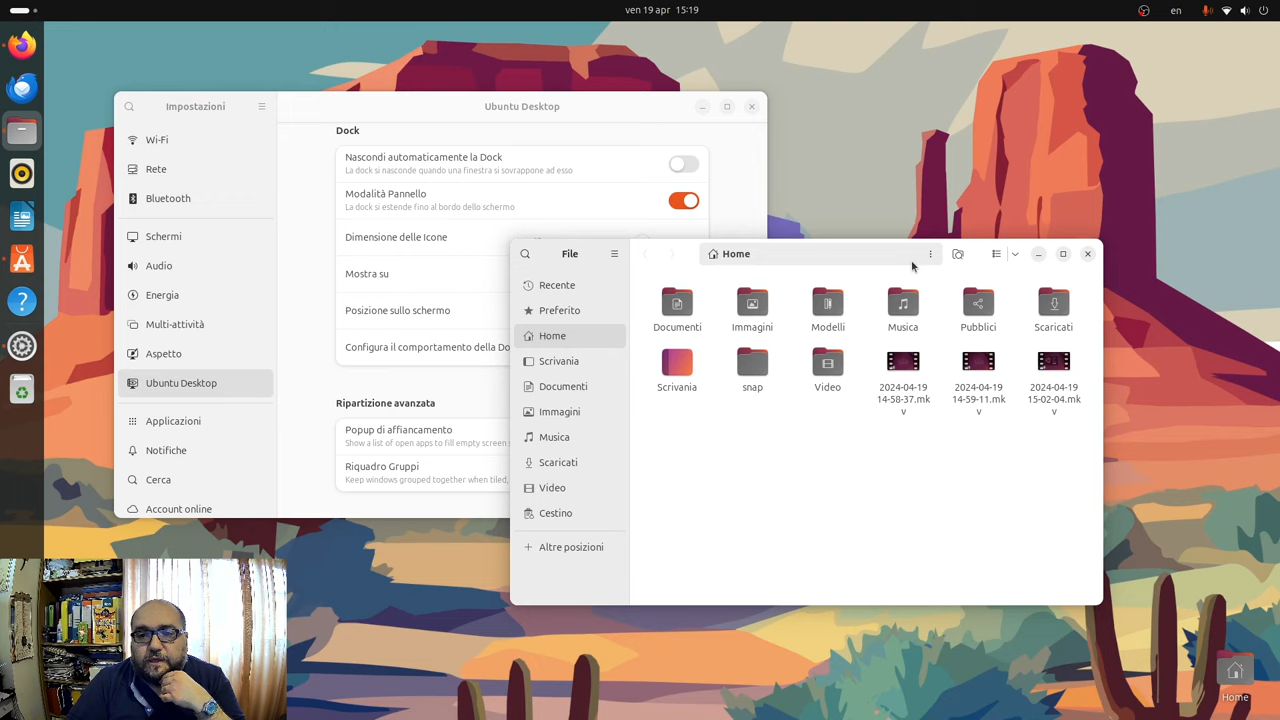 ven 19 apr 15:19
en
Impostazioni
Wi-Fi
Rete
Bluetooth
Schermi
Audio
Energia
Multi-attività
Aspetto
Ubuntu Desktop
Applicazioni
Notifiche
Cerca
Account online
Ubuntu Desktop
Dock
Nascondi automaticamente la Dock
La dock si nasconde quando una finestra si sovrappone ad esso
Modalità Pannello
La dock si estende fino al bordo dello schermo
Dimensione delle Icone
Mostra su
Posizione sullo schermo
Configura il comportamento della Do
Ripartizione avanzata
Popup di affiancamento
Show a list of open apps to fill empty screen
Riquadro Gruppi
Keep windows grouped together when tiled,
File
Recente
Preferito
Home
Scrivania
Documenti
Immagini
Musica
Scaricati
Video
Cestino
Altre posizioni
Home
Documenti
Immagini
Modelli
Musica
Pubblici
Scaricati
Scrivania
snap
Video
2024-04-19
14-58-37.mk
v
2024-04-19
14-59-11.mk
v
2024-04-19
15-02-04.mk
v
Home